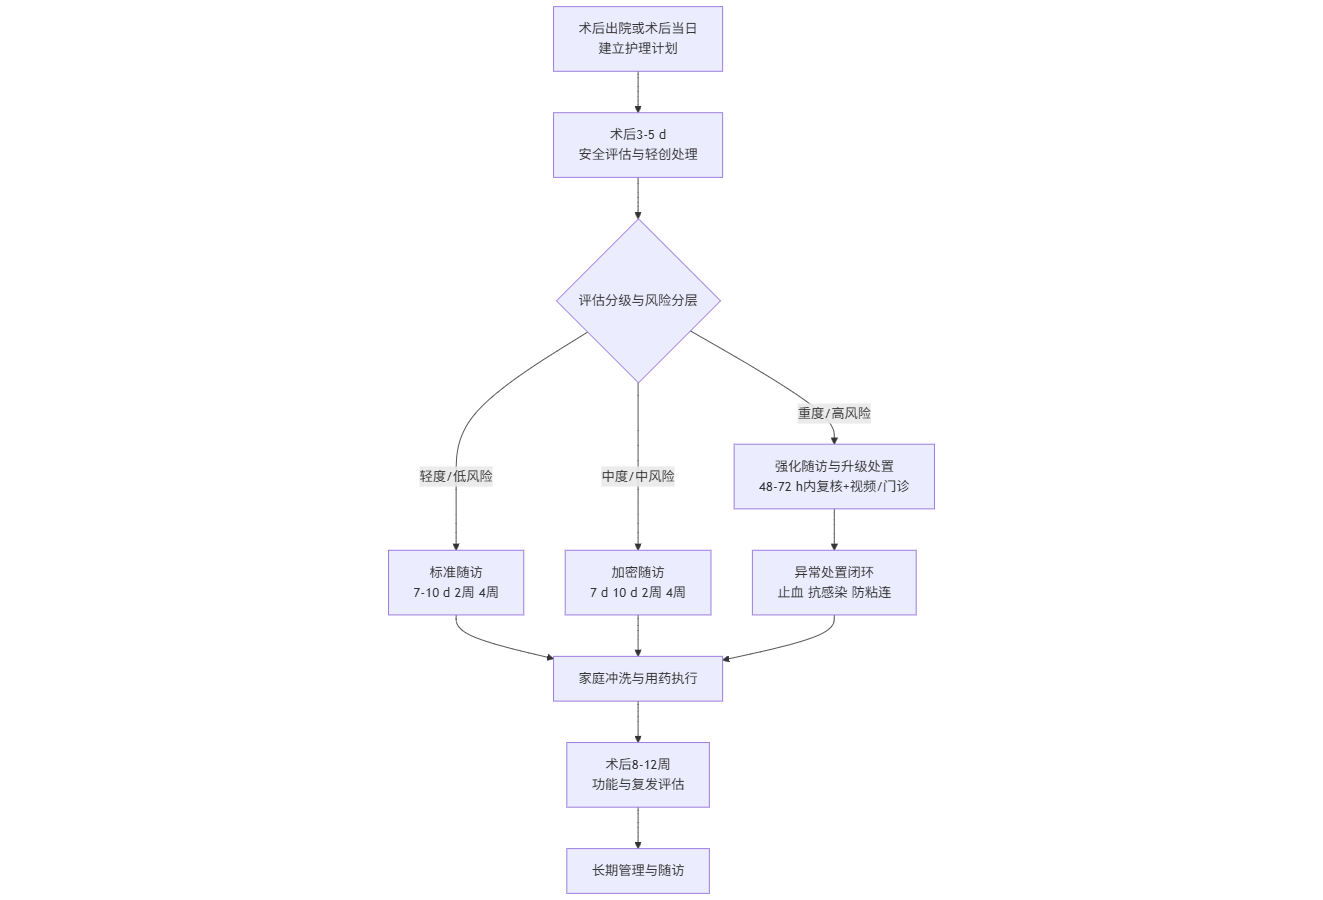 术后出院或术后当日
建立护理计划
术后3-5 d
安全评估与轻创处理
评估分级与风险分层
重度/高风险
轻度/低风险
中度/中风险
强化随访与升级处置
48-72 h内复核+视频/门诊
标准随访
7-10 d 2周 4周
加密随访
7 d 10 d 2周 4周
异常处置闭环
止血 抗感染 防粘连
家庭冲洗与用药执行
术后8-12周
功能与复发评估
长期管理与随访